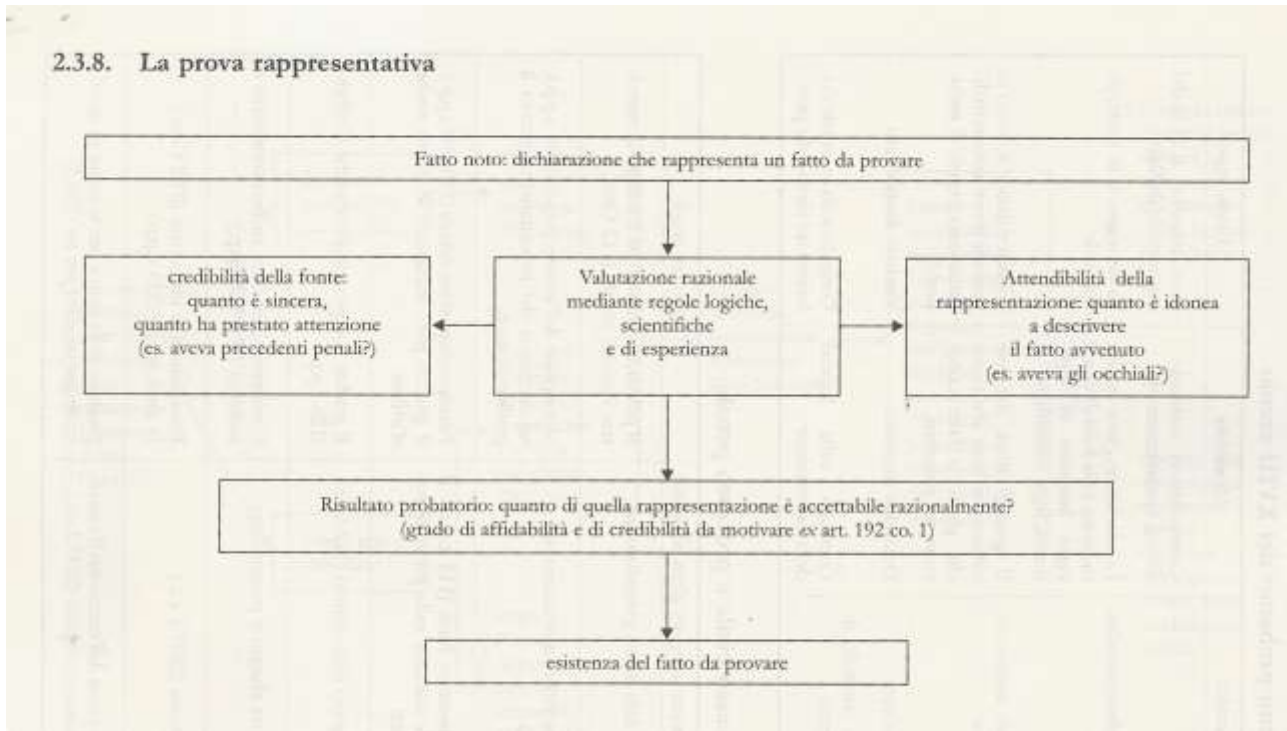 2.3.8. La prova rappresentativa
Fatto noto: dichiarazione che rappresenta un fatto da provare
credibilità della fonte:
quanto è sincera,
quanto ha prestato attenzione
(es. aveva precedenti penali?)
Valutazione razionale
mediante regole logiche,
scientifiche
e di esperienza
Attendibilità della
rappresentazione: quanto è idonea
a descrivere
il fatto avvenuto
(es. aveva gli occhiali?)
Risultato probatorio: quanto di quella rappresentazione è accettabile razionalmente?
(grado di affidabilità e di credibilità da motivare ex art. 192 co. 1)
esistenza del fatto da provare